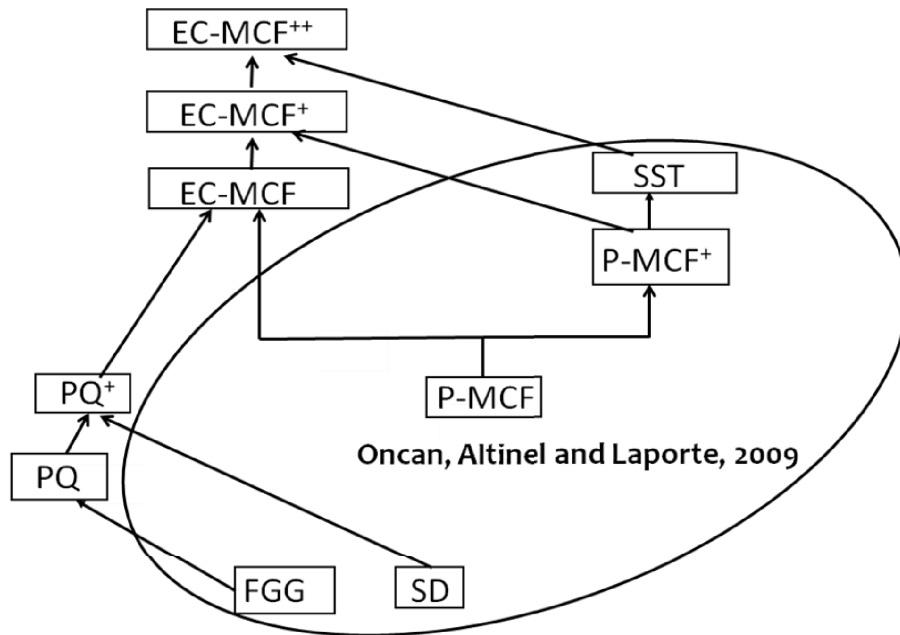 EC-MCF⁺⁺
EC-MCF⁺
EC-MCF
SST
P-MCF⁺
PQ⁺
P-MCF
Oncan, Altinel and Laporte, 2009
PQ
FGG
SD